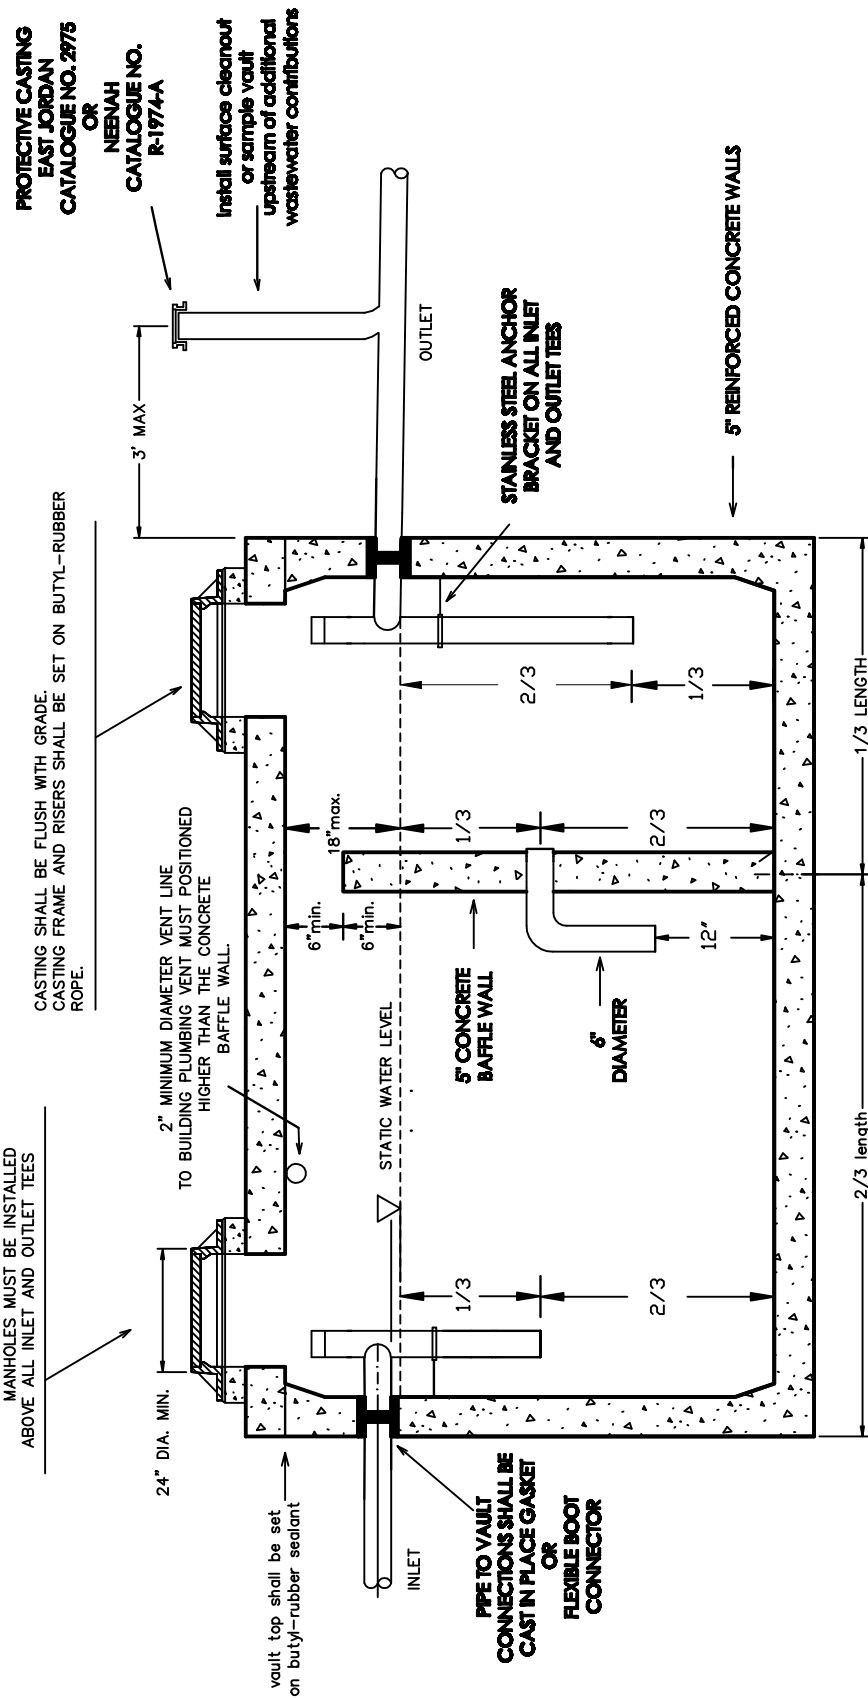 MANHOLES MUST BE INSTALLED
ABOVE ALL INLET AND OUTLET TEES
CASTING SHALL BE FLUSH WITH GRADE.
CASTING FRAME AND RISERS SHALL BE SET ON BUTYL-RUBBER
ROPE.
PROTECTIVE CASTING
EAST JORDAN
CATALOGUE NO. 2975
OR
NEENAH
CATALOGUE NO.
R-1974-A
24" DIA. MIN.
2" MINIMUM DIAMETER VENT LINE
TO BUILDING PLUMBING VENT MUST POSITIONED
HIGHER THAN THE CONCRETE
BAFFLE WALL.
3' MAX
Install surface cleanout
or sample vault
upstream of additional
wastewater contributions
vault top shall be set
on butyl-rubber sealant
6"min.
6"min.
18"max.
STATIC WATER LEVEL
INLET
OUTLET
1/3
2/3
1/3
2/3
2/3
1/3
PIPE TO VAULT
CONNECTIONS SHALL BE
CAST IN PLACE GASKET
OR
FLEXIBLE BOOT
CONNECTOR
5" CONCRETE
BAFFLE WALL
6"
DIAMETER
12"
STAINLESS STEEL ANCHOR
BRACKET ON ALL INLET
AND OUTLET TEES
5" REINFORCED CONCRETE WALLS
2/3 length
1/3 LENGTH